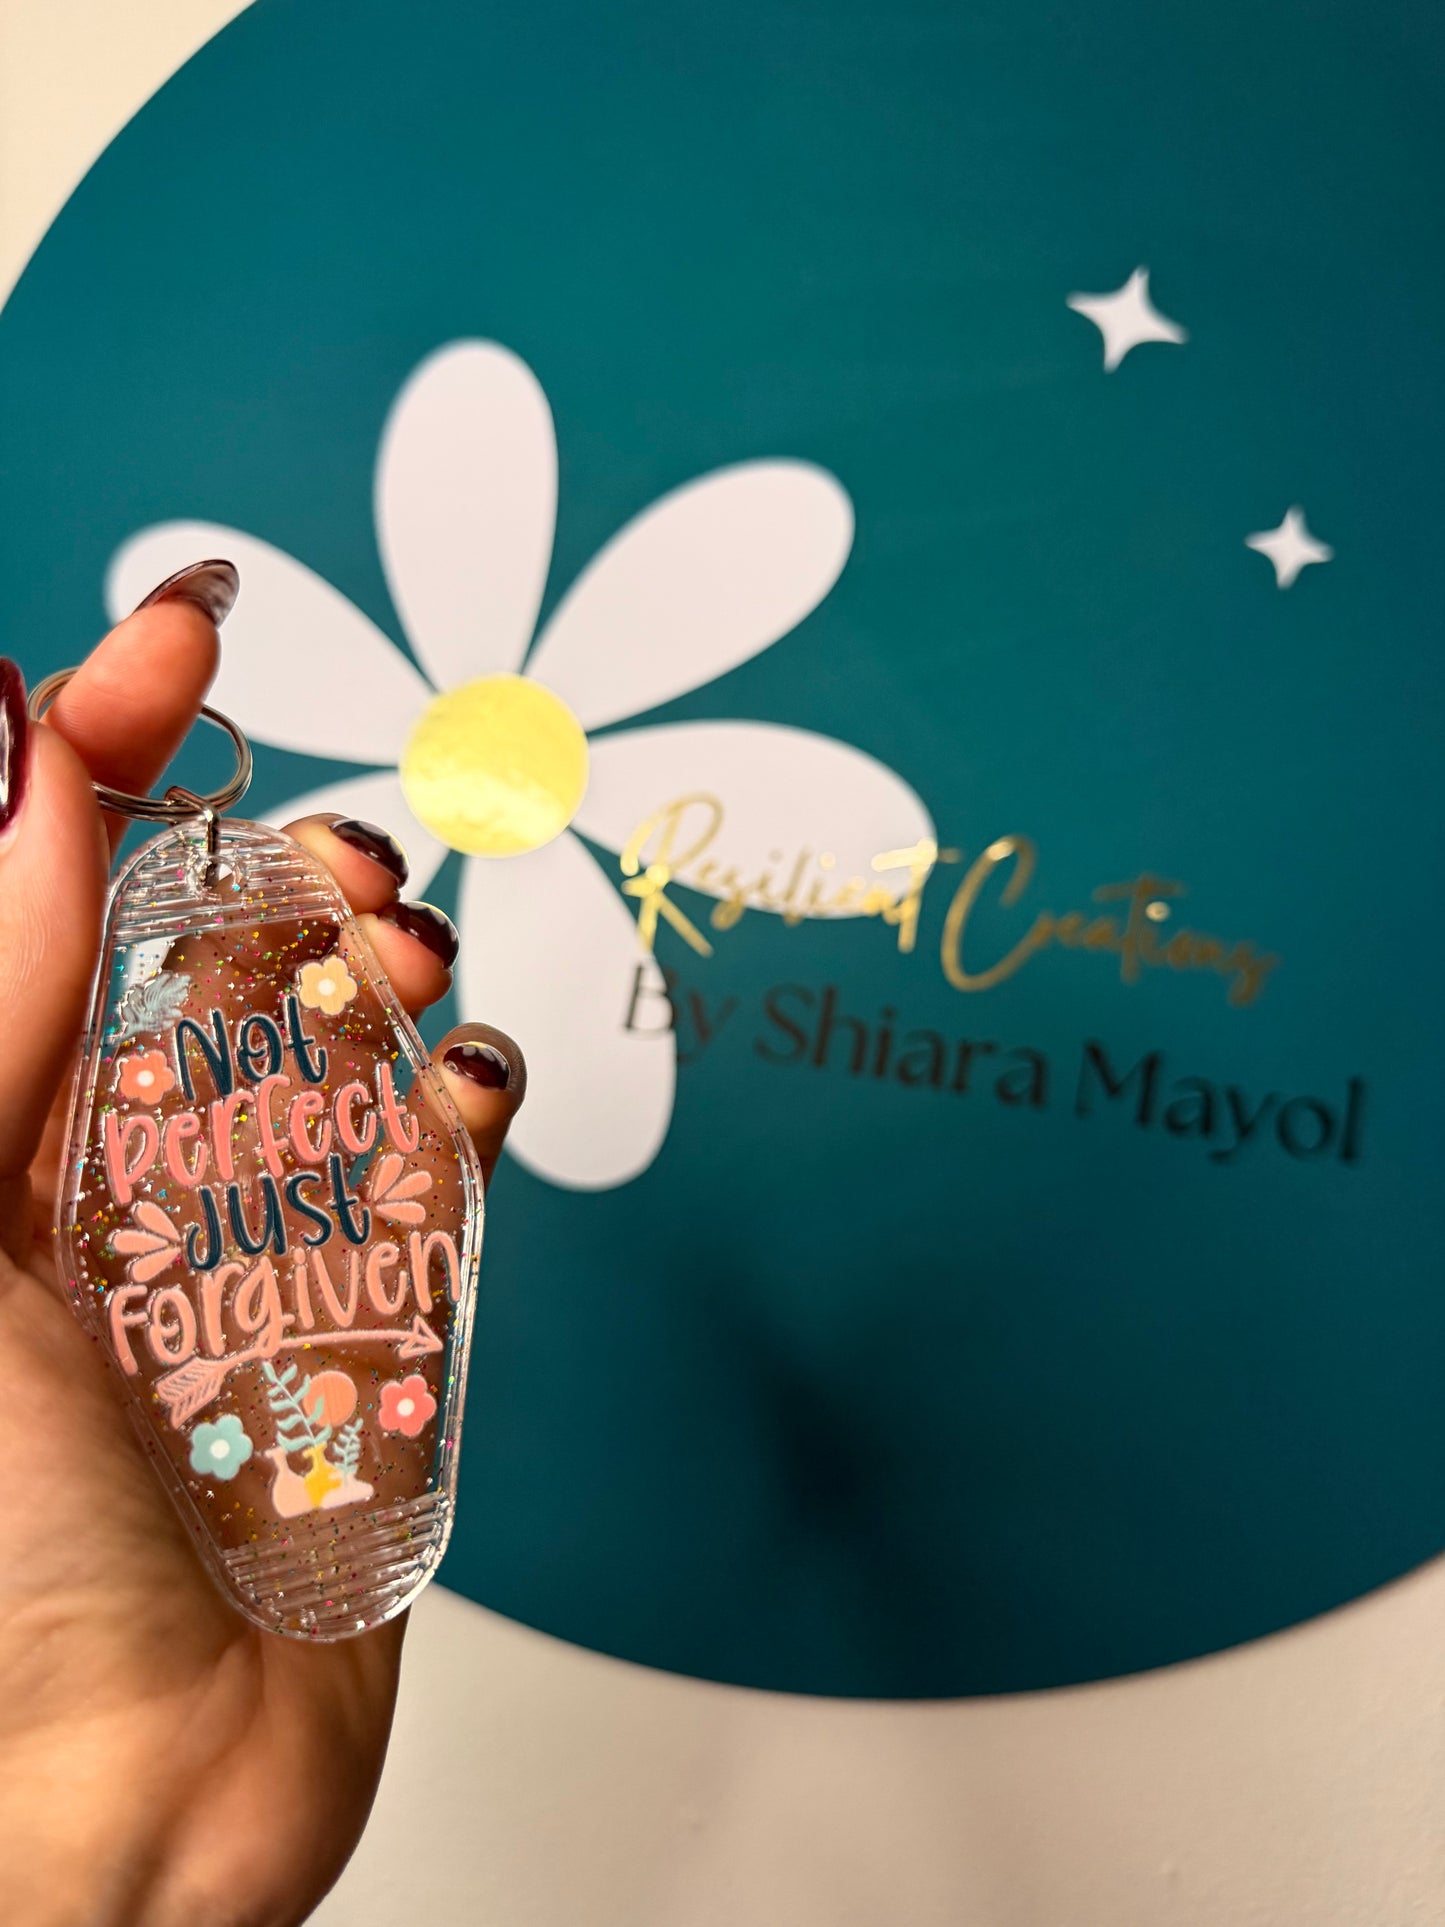 Not
perfect
Just
forgiven
Resilient Creations
By Shiara Mayol